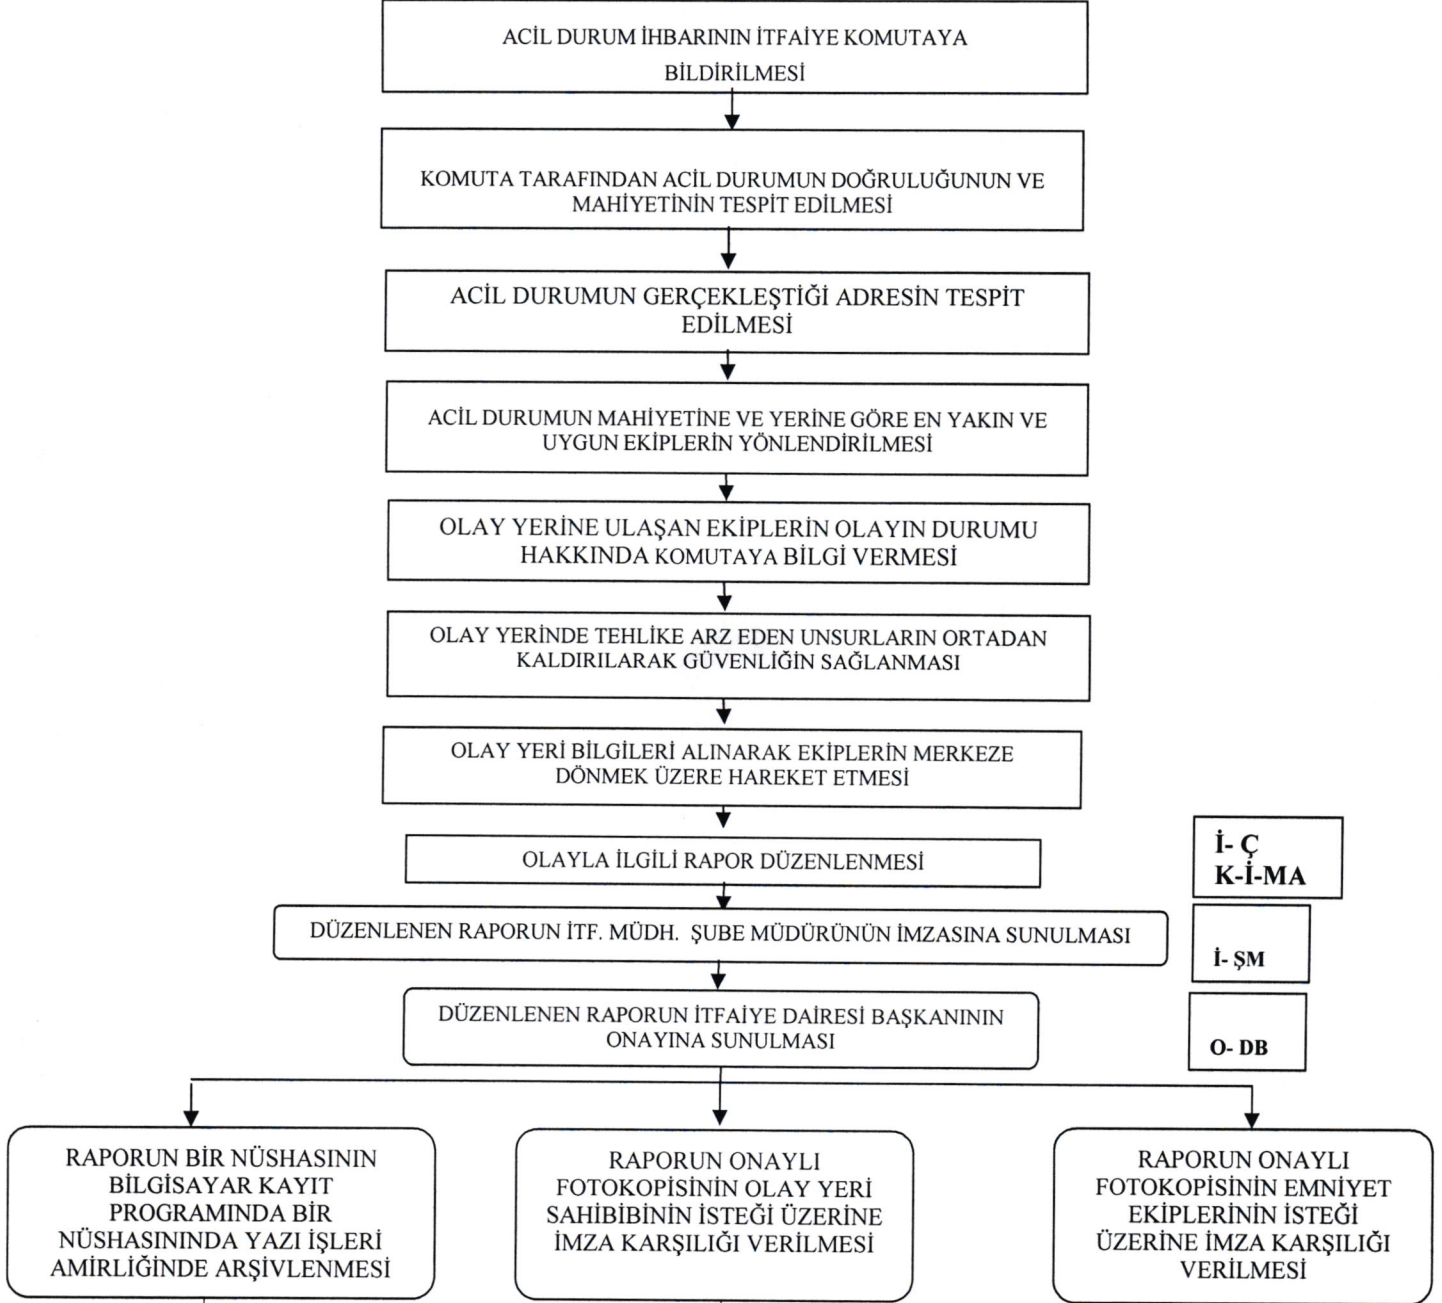 ACİL DURUM İHBARININ İTFAİYE KOMUTAYA
BİLDİRİLMESİ
KOMUTA TARAFINDAN ACİL DURUMUN DOĞRULUĞUNUN VE
MAHİYETİNİN TESPİT EDİLMESİ
ACİL DURUMUN GERÇEKLEŞTİĞİ ADRESİN TESPİT
EDİLMESİ
ACİL DURUMUN MAHİYETİNE VE YERİNE GÖRE EN YAKIN VE
UYGUN EKİPLERİN YÖNLENDİRİLMESİ
OLAY YERİNE ULAŞAN EKİPLERİN OLAYIN DURUMU
HAKKINDA KOMUTAYA BİLGİ VERMESİ
OLAY YERİNDE TEHLİKE ARZ EDEN UNSURLARIN ORTADAN
KALDIRILARAK GÜVENLİĞİN SAĞLANMASI
OLAY YERİ BİLGİLERİ ALINARAK EKİPLERİN MERKEZE
DÖNMEK ÜZERE HAREKET ETMESİ
OLAYLA İLGİLİ RAPOR DÜZENLENMESİ
İ- Ç
K-İ-MA
DÜZENLENEN RAPORUN İTF. MÜDH. ŞUBE MÜDÜRÜNÜN İMZASINA SUNULMASI
İ- ŞM
DÜZENLENEN RAPORUN İTFAİYE DAİRESİ BAŞKANININ
ONAYINA SUNULMASI
O- DB
RAPORUN BİR NÜSHASININ
BİLGİSAYAR KAYIT
PROGRAMINDA BİR
NÜSHASININDA YAZI İŞLERİ
AMİRLİĞİNDE ARŞİVLENMESİ
RAPORUN ONAYLI
FOTOKOPİSİNİN OLAY YERİ
SAHİBİBİNİN İSTEĞİ ÜZERİNE
İMZA KARŞILIĞI VERİLMESİ
RAPORUN ONAYLI
FOTOKOPİSİNİN EMNİYET
EKİPLERİNİN İSTEĞİ
ÜZERİNE İMZA KARŞILIĞI
VERİLMESİ